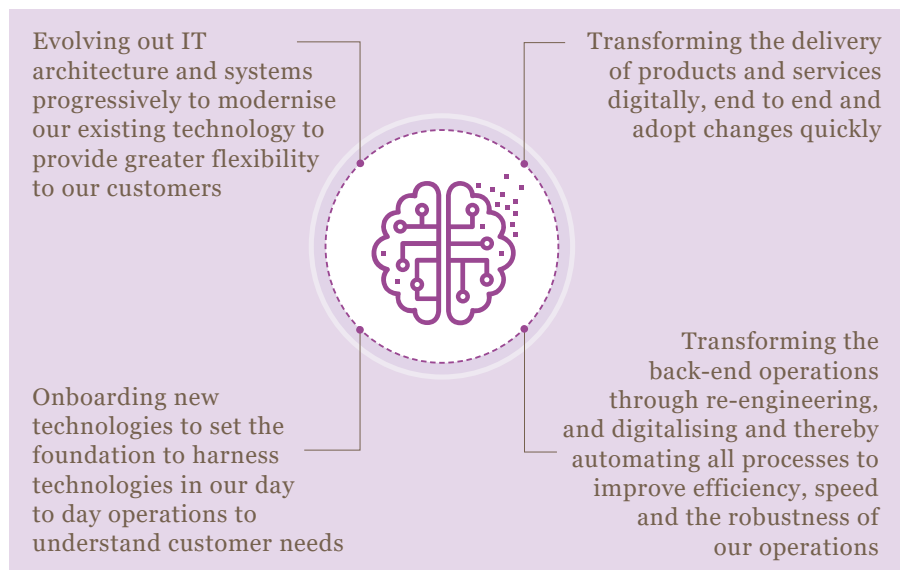 Evolving out IT
architecture and systems
progressively to modernise
our existing technology to
provide greater flexibility
to our customers
Transforming the delivery
of products and services
digitally, end to end and
adopt changes quickly
Onboarding new
technologies to set the
foundation to harness
technologies in our day
to day operations to
understand customer needs
Transforming the
back-end operations
through re-engineering,
and digitalising and thereby
automating all processes to
improve efficiency, speed
and the robustness of
our operations